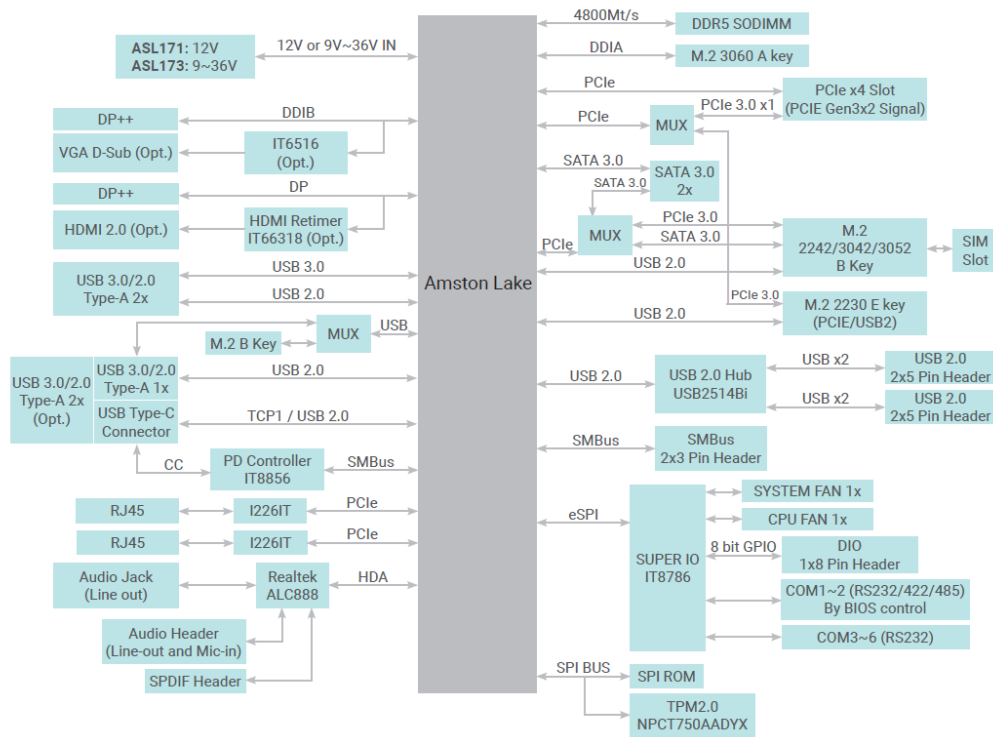 ASL171: 12V
ASL173: 9~36V
12V or 9V~36V IN
DP++
DDIB
VGA D-Sub (Opt.)
IT6516
(Opt.)
DP++
DP
HDMI 2.0 (Opt.)
HDMI Retimer
IT66318 (Opt.)
USB 3.0/2.0
Type-A 2x
USB 3.0
USB 2.0
M.2 B Key
MUX
USB
USB 3.0/2.0
Type-A 2x
(Opt.)
USB 3.0/2.0
Type-A 1x
USB 2.0
USB Type-C
Connector
TCP1 / USB 2.0
CC
PD Controller
IT8856
SMBus
RJ45
I226IT
PCIe
RJ45
I226IT
PCIe
Audio Jack
(Line out)
Realtek
ALC888
HDA
Audio Header
(Line-out and Mic-in)
SPDIF Header
Amston Lake
4800Mt/s
DDR5 SODIMM
DDIA
M.2 3060 A key
PCIe
PCIe x4 Slot
(PCIE Gen3x2 Signal)
PCIe
MUX
PCIe 3.0 x1
SATA 3.0
SATA 3.0
SATA 3.0
2x
PCIe
MUX
PCIe 3.0
SATA 3.0
USB 2.0
M.2
2242/3042/3052
B Key
SIM
Slot
PCIe 3.0
USB 2.0
M.2 2230 E key
(PCIE/USB2)
USB 2.0
USB 2.0 Hub
USB2514Bi
USB x2
USB 2.0
2x5 Pin Header
USB x2
USB 2.0
2x5 Pin Header
SMBus
SMBus
2x3 Pin Header
eSPI
SUPER IO
IT8786
SYSTEM FAN 1x
CPU FAN 1x
8 bit GPIO
DIO
1x8 Pin Header
COM1~2 (RS232/422/485)
By BIOS control
COM3~6 (RS232)
SPI BUS
SPI ROM
TPM2.0
NPCT750AADYX